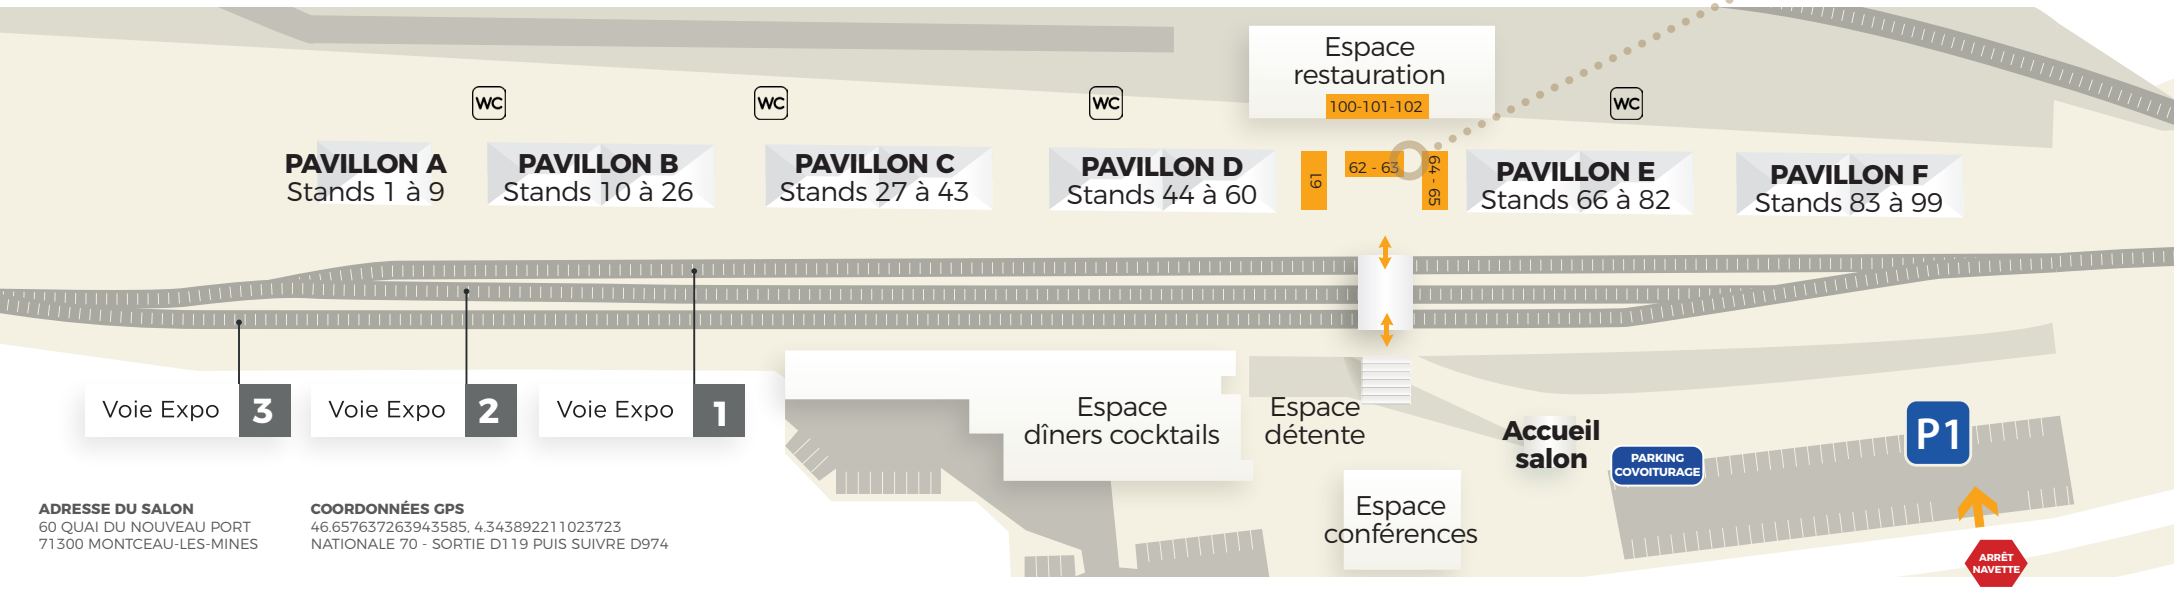 Espace
restauration
100-101-102
WC
WC
WC
WC
PAVILLON A
Stands 1 à 9
PAVILLON B
Stands 10 à 26
PAVILLON C
Stands 27 à 43
PAVILLON D
Stands 44 à 60
61
62 - 63
64 - 65
PAVILLON E
Stands 66 à 82
PAVILLON F
Stands 83 à 99
Voie Expo 3
Voie Expo 2
Voie Expo 1
Espace
dîners cocktails
Espace
détente
Accueil
salon
PARKING
COVOITURAGE
P1
Espace
conférences
ARRÊT
NAVETTE
ADRESSE DU SALON
60 QUAI DU NOUVEAU PORT
71300 MONTCEAU-LES-MINES
COORDONNÉES GPS
46.657637263943585, 4.343892211023723
NATIONALE 70 - SORTIE D119 PUIS SUIVRE D974